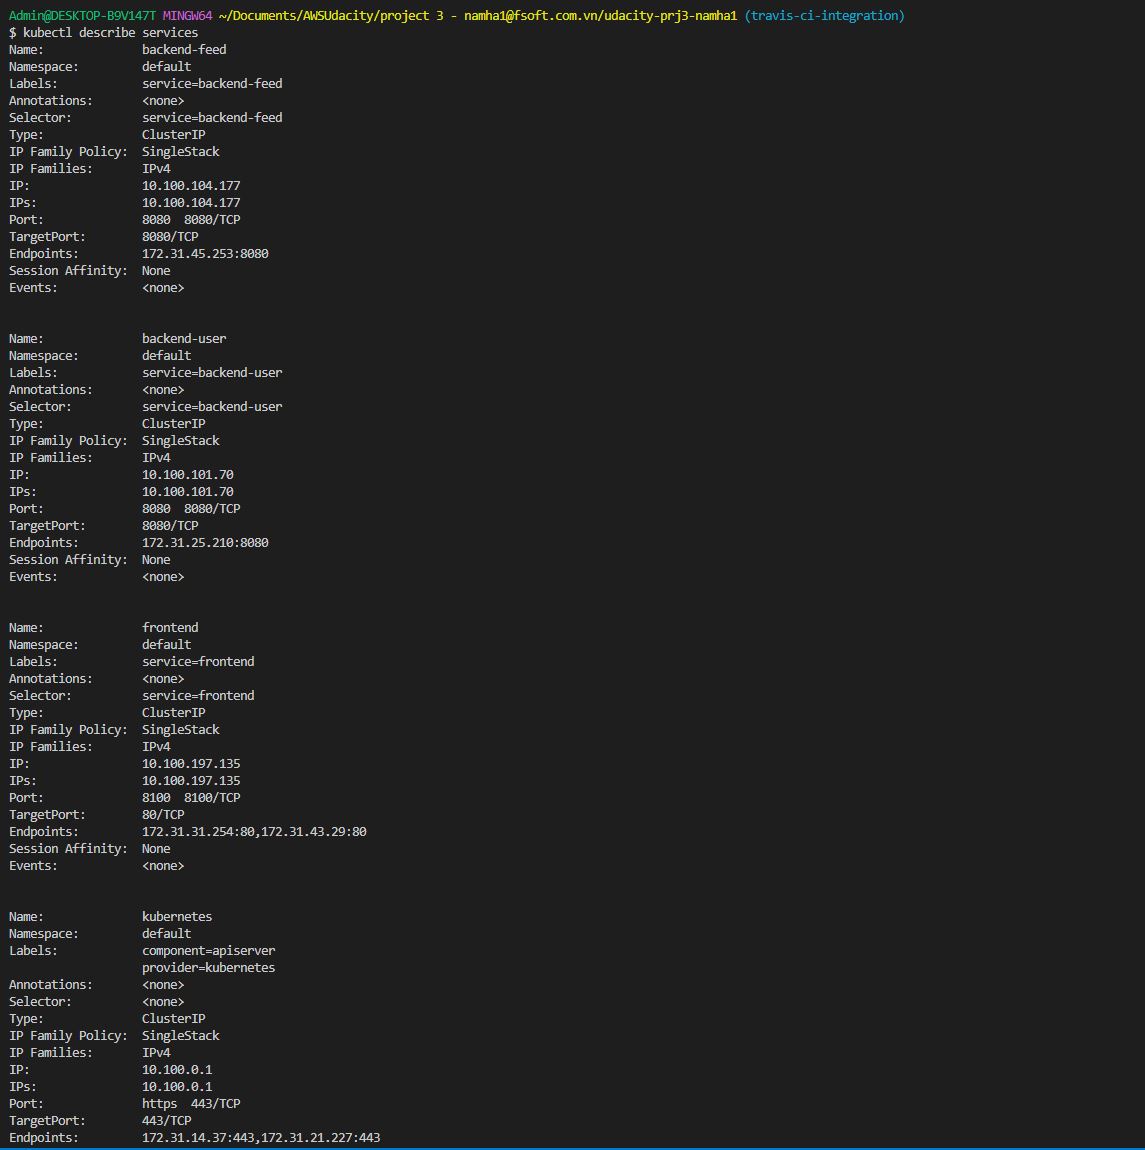 Admin@DESKTOP-B9V147T MINGW64 ~/Documents/AWSUdacity/project 3 - namha1@fsoft.com.vn/udacity-prj3-namha1 (travis-ci-integration)
$ kubectl describe services
Name:              backend-feed
Namespace:         default
Labels:            service=backend-feed
Annotations:       <none>
Selector:          service=backend-feed
Type:              ClusterIP
IP Family Policy:  SingleStack
IP Families:       IPv4
IP:                10.100.104.177
IPs:               10.100.104.177
Port:              8080  8080/TCP
TargetPort:        8080/TCP
Endpoints:         172.31.45.253:8080
Session Affinity:  None
Events:            <none>
Name:              backend-user
Namespace:         default
Labels:            service=backend-user
Annotations:       <none>
Selector:          service=backend-user
Type:              ClusterIP
IP Family Policy:  SingleStack
IP Families:       IPv4
IP:                10.100.101.70
IPs:               10.100.101.70
Port:              8080  8080/TCP
TargetPort:        8080/TCP
Endpoints:         172.31.25.210:8080
Session Affinity:  None
Events:            <none>
Name:              frontend
Namespace:         default
Labels:            service=frontend
Annotations:       <none>
Selector:          service=frontend
Type:              ClusterIP
IP Family Policy:  SingleStack
IP Families:       IPv4
IP:                10.100.197.135
IPs:               10.100.197.135
Port:              8100  8100/TCP
TargetPort:        80/TCP
Endpoints:         172.31.31.254:80,172.31.43.29:80
Session Affinity:  None
Events:            <none>
Name:              kubernetes
Namespace:         default
Labels:            component=apiserver
                   provider=kubernetes
Annotations:       <none>
Selector:          <none>
Type:              ClusterIP
IP Family Policy:  SingleStack
IP Families:       IPv4
IP:                10.100.0.1
IPs:               10.100.0.1
Port:              https  443/TCP
TargetPort:        443/TCP
Endpoints:         172.31.14.37:443,172.31.21.227:443